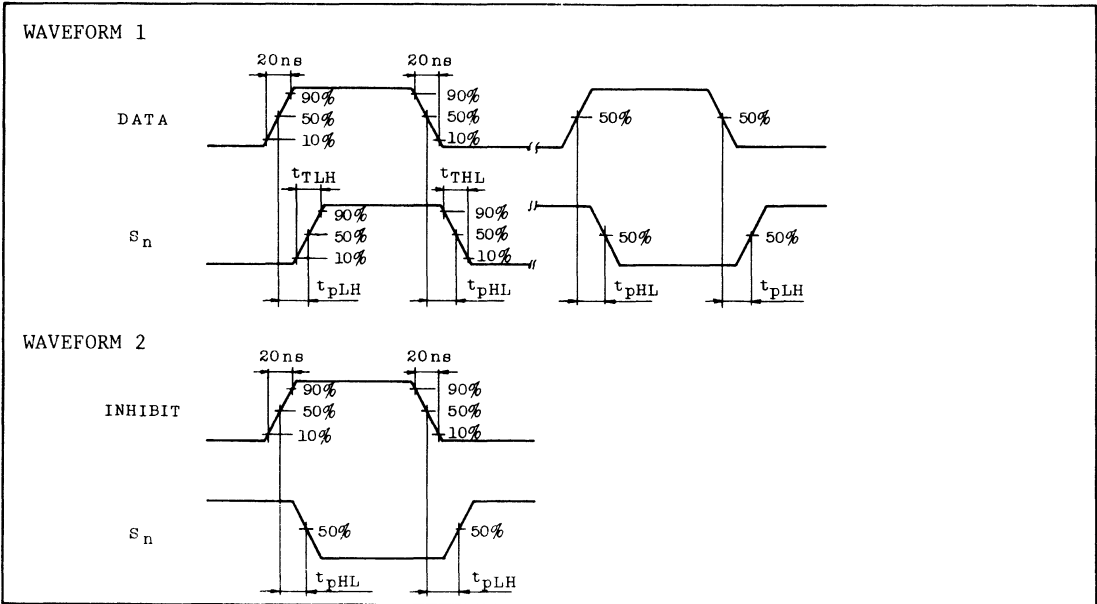 WAVEFORM 1
20ns 20ns
90% 90%
DATA 50% 50% 50% 50%
10% 10%
tTLH tTHL
90% 90%
Sn 50% 50% 50% 50%
10% 10%
tpLH tpHL tpHL tpLH
WAVEFORM 2
20ns 20ns
90% 90%
INHIBIT 50% 50%
10% 10%
Sn 50% 50%
tpHL tpLH